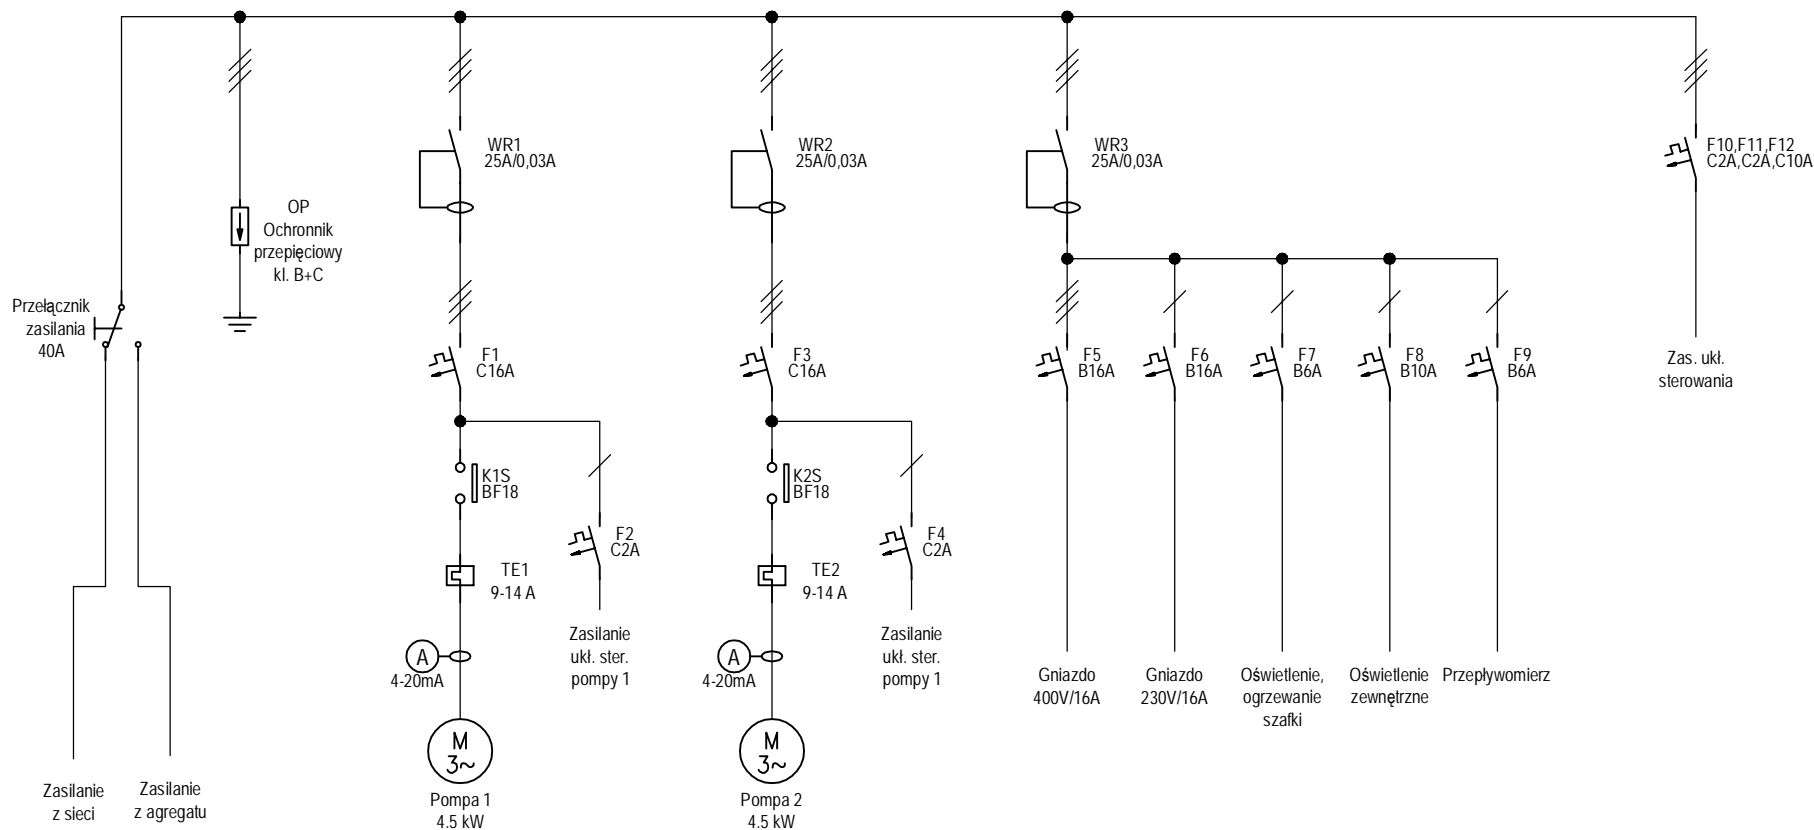 WR1
25A/0,03A
WR2
25A/0,03A
WR3
25A/0,03A
F10,F11,F12
C2A,C2A,C10A
OP
Ochronnik
przepięciowy
kl. B+C
Przełącznik
zasilania
40A
F1
C16A
F3
C16A
F5
B16A
F6
B16A
F7
B6A
F8
B10A
F9
B6A
Zas. ukł.
sterowania
K1S
BF18
K2S
BF18
F2
C2A
F4
C2A
TE1
9-14 A
TE2
9-14 A
Zasilanie
ukł. ster.
pompy 1
Zasilanie
ukł. ster.
pompy 1
A
4-20mA
A
4-20mA
Gniazdo
400V/16A
Gniazdo
230V/16A
Oświetlenie,
ogrzewanie
szafki
Oświetlenie
zewnętrzne
Przepływomierz
M
3~
M
3~
Zasilanie
z sieci
Zasilanie
z agregatu
Pompa 1
4.5 kW
Pompa 2
4.5 kW